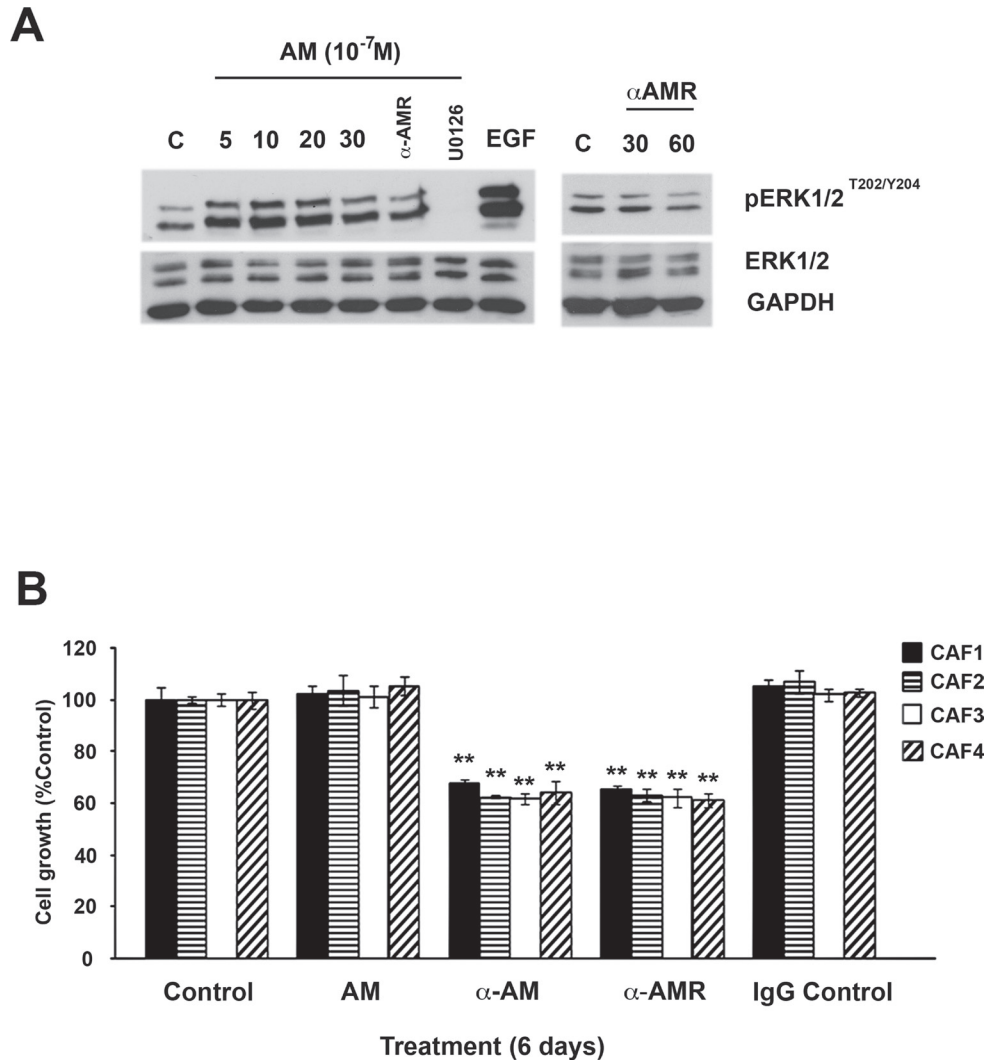 A
AM (10⁻⁷M)
C 5 10 20 30 α-AMR U0126 EGF
αAMR
C 30 60
pERK1/2 T202/Y204
ERK1/2
GAPDH
B
120
100
80
60
40
20
0
Cell growth (%Control)
** ** ** ** ** ** ** **
CAF1
CAF2
CAF3
CAF4
Control AM α-AM α-AMR IgG Control
Treatment (6 days)